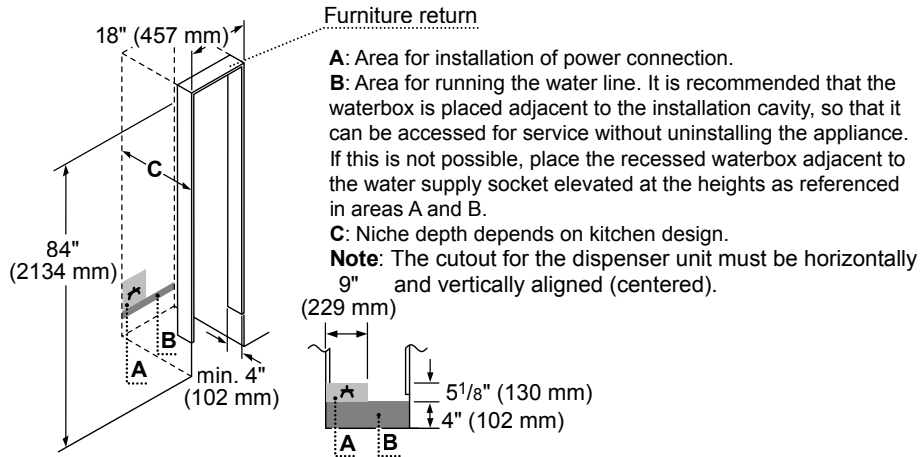 Furniture return
18" (457 mm)
A: Area for installation of power connection.
B: Area for running the water line. It is recommended that the
waterbox is placed adjacent to the installation cavity, so that it
can be accessed for service without uninstalling the appliance.
If this is not possible, place the recessed waterbox adjacent to
the water supply socket elevated at the heights as referenced
in areas A and B.
C: Niche depth depends on kitchen design.
Note: The cutout for the dispenser unit must be horizontally
and vertically aligned (centered).
C
84"
(2134 mm)
A
B
min. 4"
(102 mm)
9"
(229 mm)
5 1/8" (130 mm)
4" (102 mm)
A
B